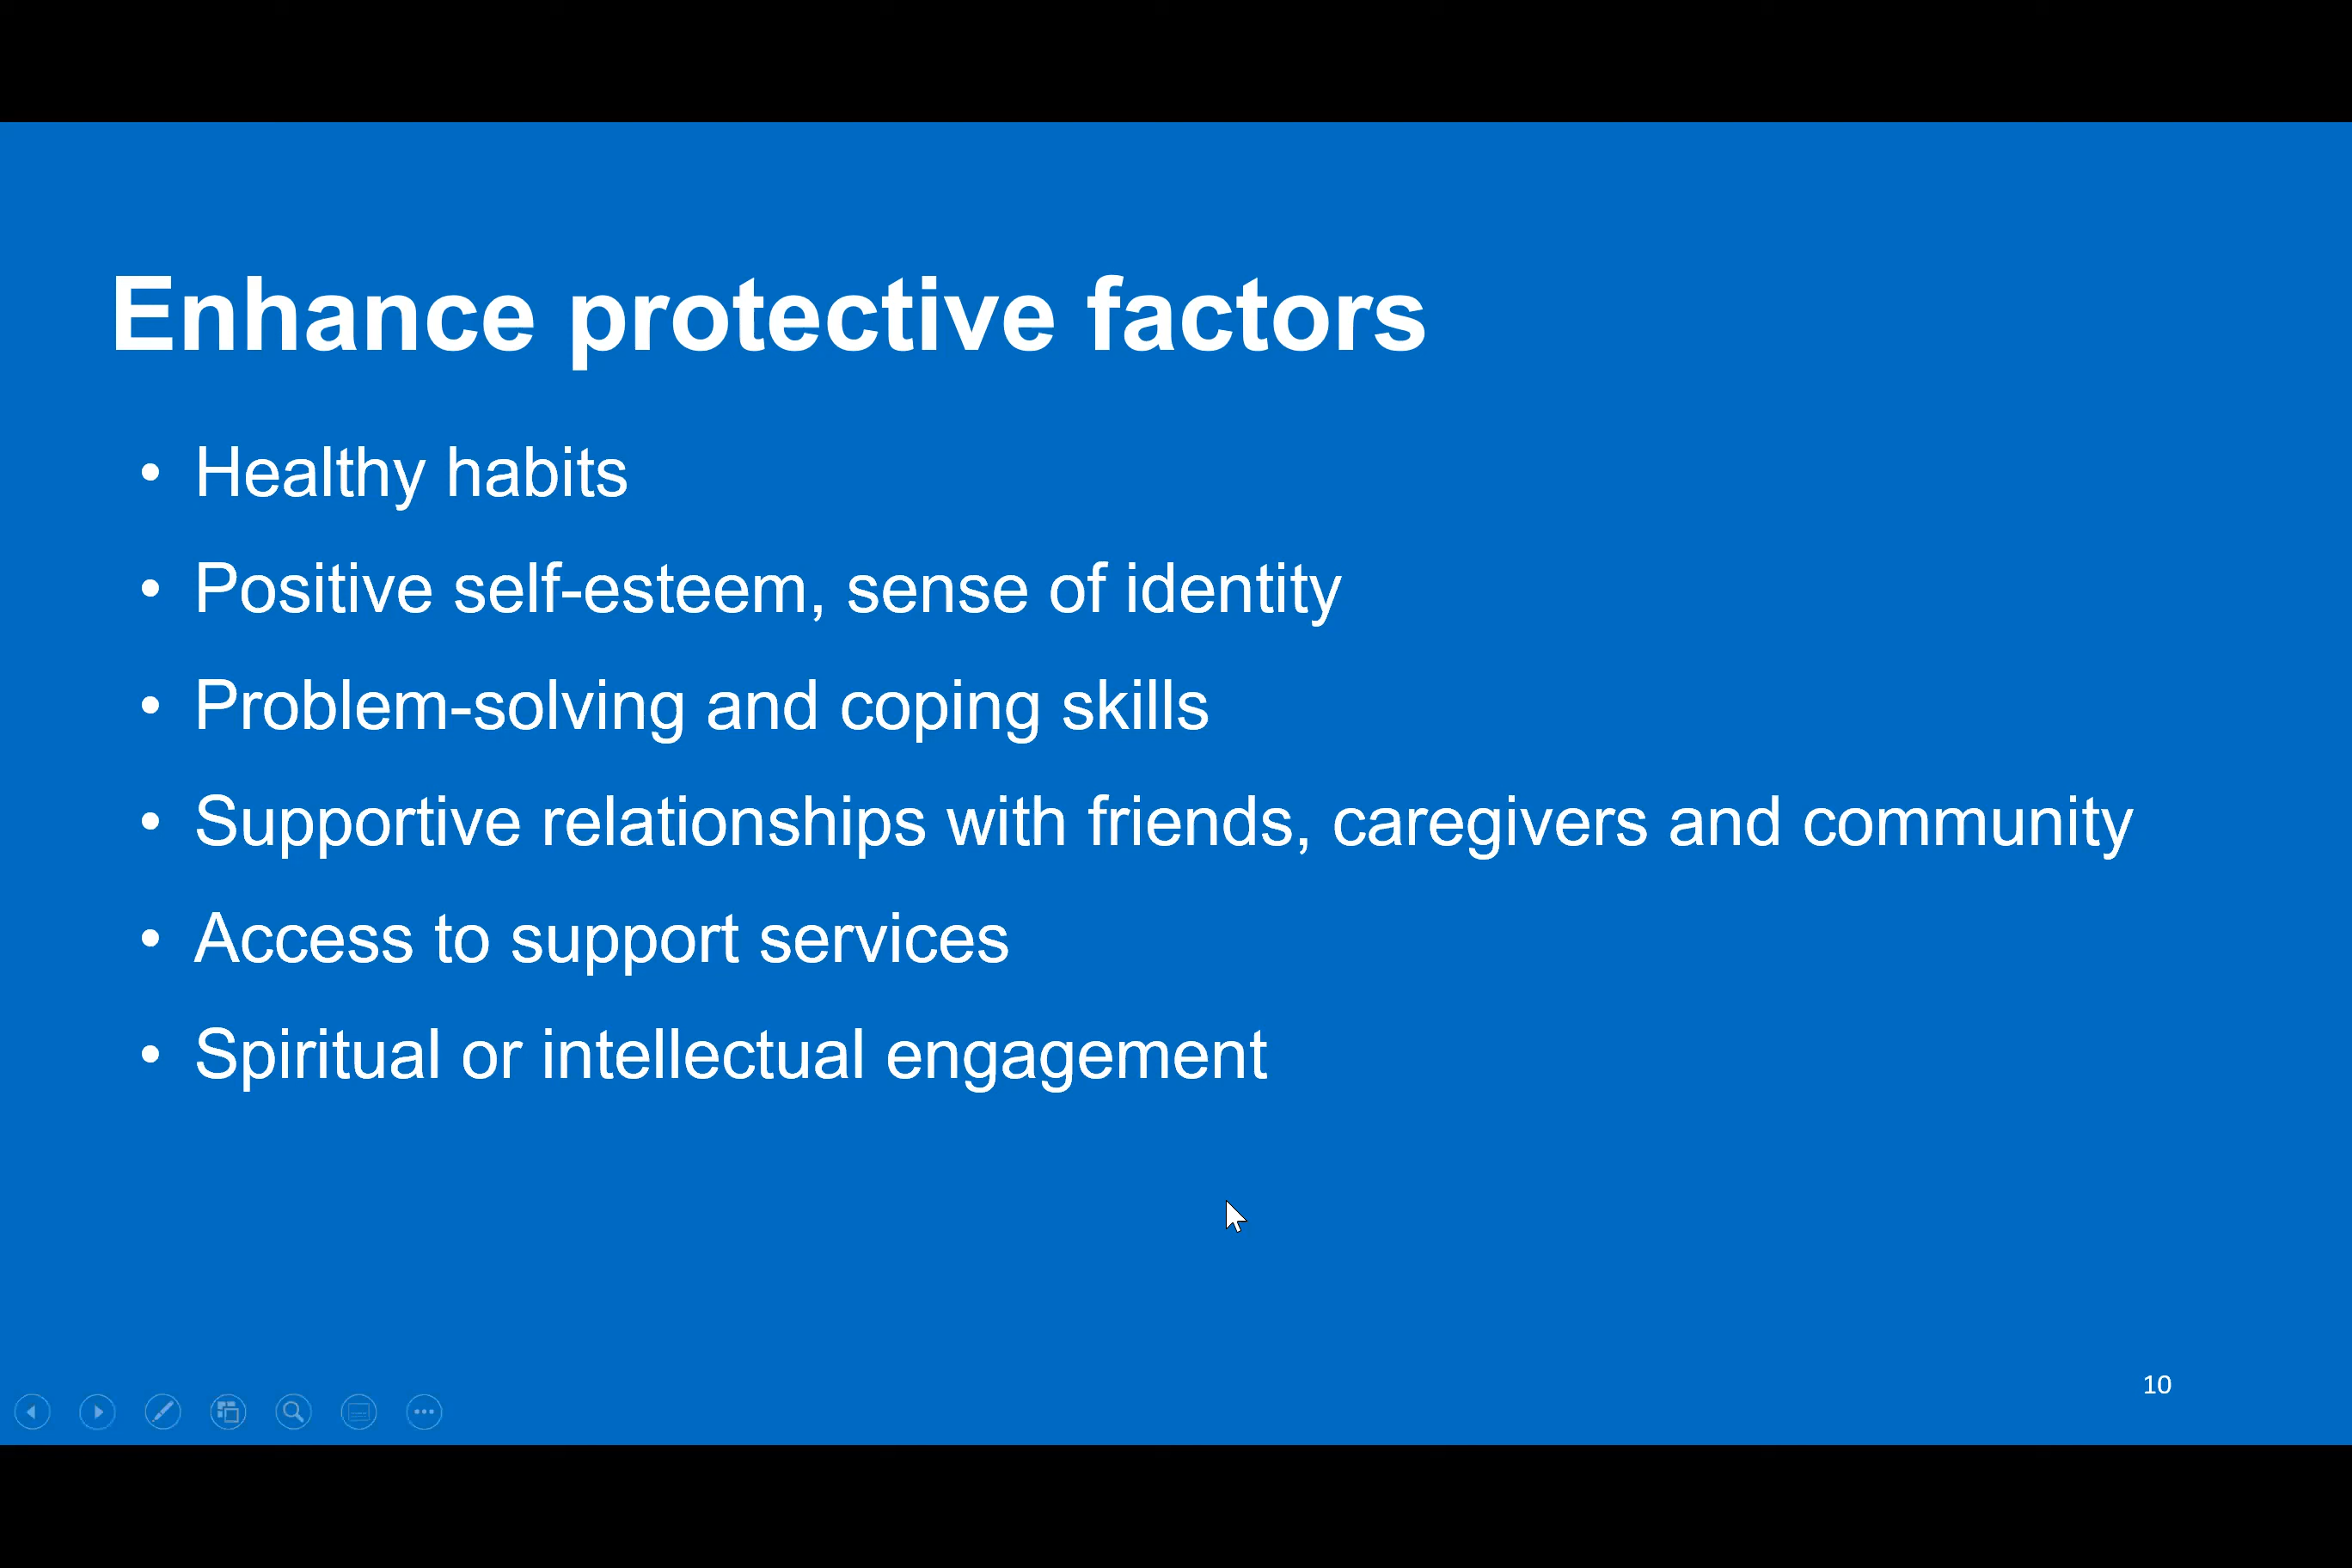 Enhance protective factors
• Healthy habits
• Positive self-esteem, sense of identity
• Problem-solving and coping skills
• Supportive relationships with friends, caregivers and community
• Access to support services
• Spiritual or intellectual engagement
10